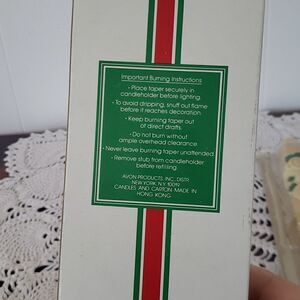 Important Burning Instructions
• Place taper securely in
candleholder before lighting.
• To avoid dripping, snuff out flame
before it reaches decoration.
• Keep burning taper out
of direct drafts.
• Do not burn without
ample overhead clearance.
• Never leave burning taper unattended.
• Remove stub from candleholder
before refilling.
AVON PRODUCTS, INC., DISTR.
NEW YORK, N.Y. 10019
CANDLES AND CARTON MADE IN
HONG KONG